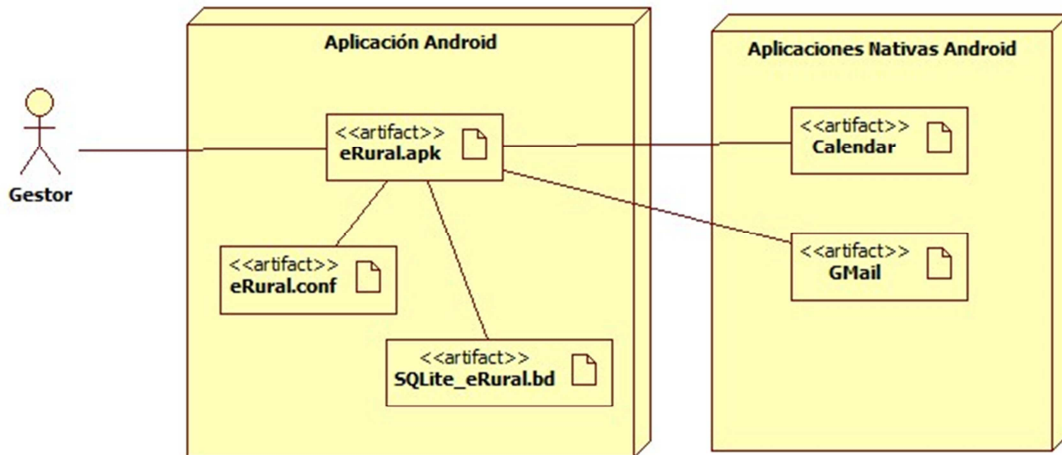 Aplicación Android
Aplicaciones Nativas Android
<<artifact>>
eRural.apk
<<artifact>>
Calendar
Gestor
<<artifact>>
eRural.conf
<<artifact>>
GMail
<<artifact>>
SQLite_eRural.bd